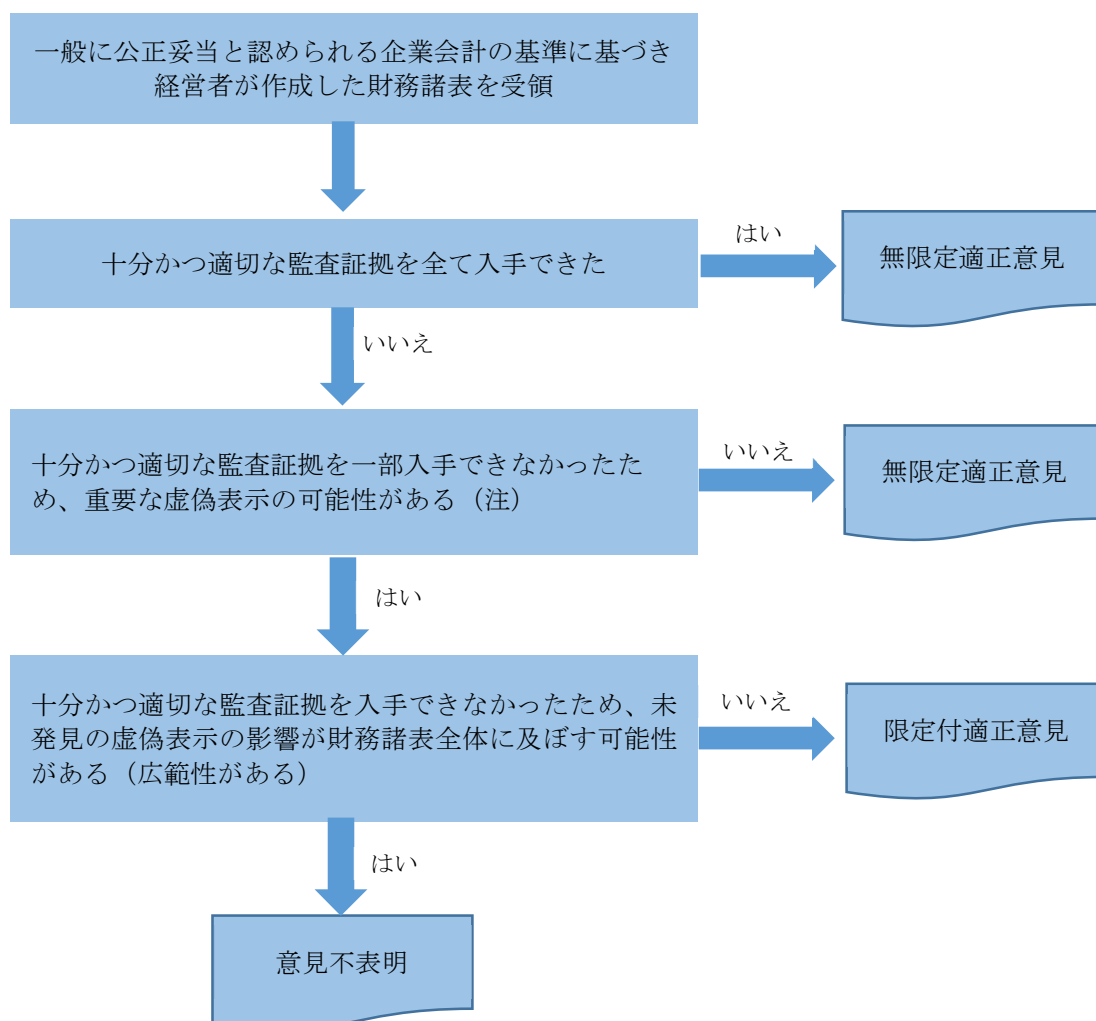 一般に公正妥当と認められる企業会計の基準に基づき
経営者が作成した財務諸表を受領
十分かつ適切な監査証拠を全て入手できた
はい
無限定適正意見
いいえ
十分かつ適切な監査証拠を一部入手できなかったた
め、重要な虚偽表示の可能性がある（注）
いいえ
無限定適正意見
はい
十分かつ適切な監査証拠を入手できなかったため、未
発見の虚偽表示の影響が財務諸表全体に及ぼす可能性
がある（広範性がある）
いいえ
限定付適正意見
はい
意見不表明